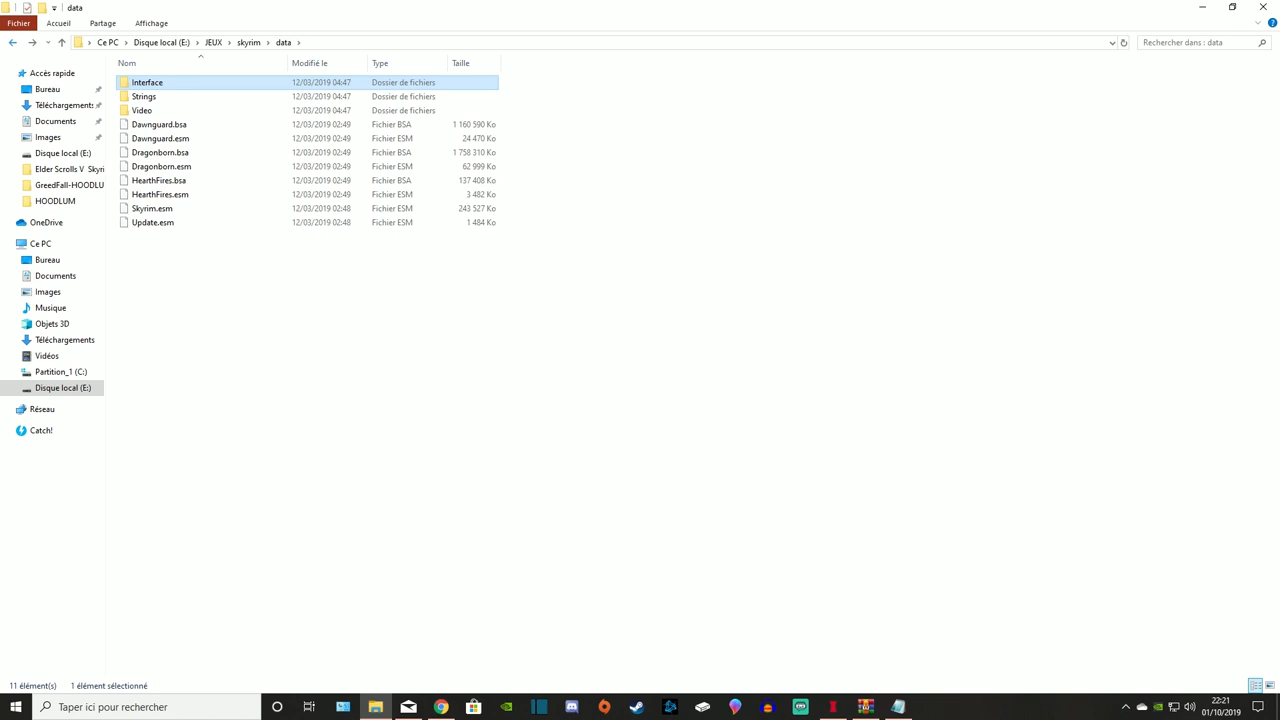 data
Fichier Accueil Partage Affichage
Ce PC > Disque local (E:) > JEUX > skyrim > data >
Rechercher dans : data
Nom Modifié le Type Taille
Interface 12/03/2019 04:47 Dossier de fichiers
Strings 12/03/2019 04:47 Dossier de fichiers
Video 12/03/2019 04:47 Dossier de fichiers
Dawnguard.bsa 12/03/2019 02:49 Fichier BSA 1 160 590 Ko
Dawnguard.esm 12/03/2019 02:49 Fichier ESM 24 470 Ko
Dragonborn.bsa 12/03/2019 02:49 Fichier BSA 1 758 310 Ko
Dragonborn.esm 12/03/2019 02:49 Fichier ESM 62 999 Ko
HearthFires.bsa 12/03/2019 02:49 Fichier BSA 137 408 Ko
HearthFires.esm 12/03/2019 02:49 Fichier ESM 3 482 Ko
Skyrim.esm 12/03/2019 02:48 Fichier ESM 243 527 Ko
Update.esm 12/03/2019 02:48 Fichier ESM 1 484 Ko
Accès rapide
Bureau
Téléchargements
Documents
Images
Disque local (E:)
Elder Scrolls V Skyri
GreedFall-HOODLU
HOODLUM
OneDrive
Ce PC
Bureau
Documents
Images
Musique
Objets 3D
Téléchargements
Vidéos
Partition_1 (C:)
Disque local (E:)
Réseau
Catch!
11 élément(s) 1 élément sélectionné
Taper ici pour rechercher
22:21
01/10/2019